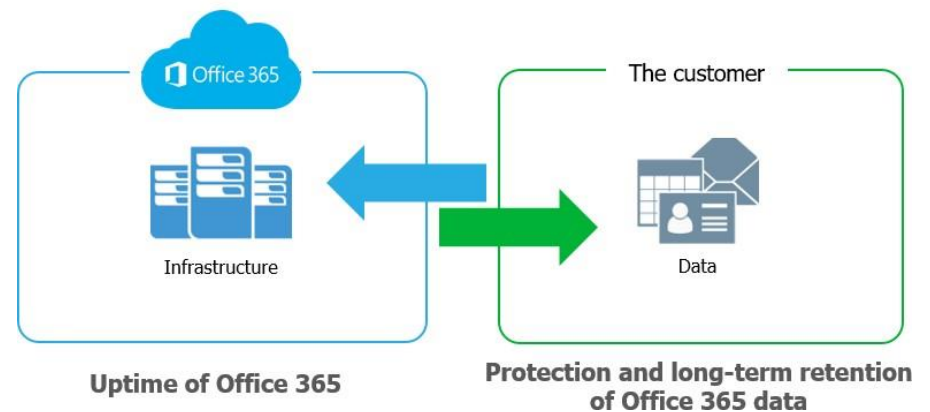 Office 365
The customer
Infrastructure
Data
Uptime of Office 365
Protection and long-term retention
of Office 365 data